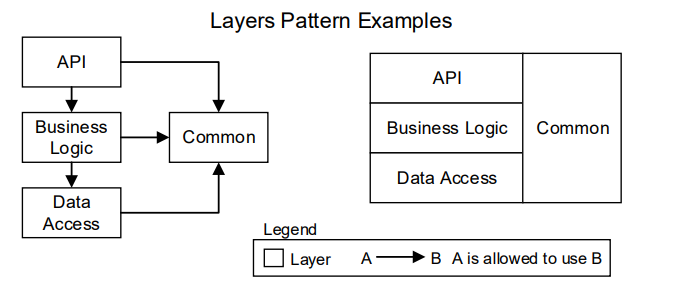 Layers Pattern Examples
API
Business
Logic
Common
Data
Access
API
Business Logic
Common
Data Access
Legend
Layer
A
B
A is allowed to use B